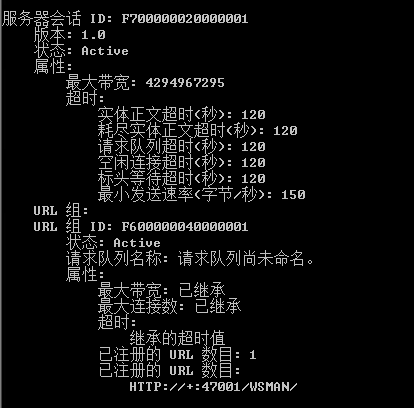 服务器会话 ID: F700000020000001
版本: 1.0
状态: Active
属性:
最大带宽: 4294967295
超时:
实体正文超时(秒): 120
耗尽实体正文超时(秒): 120
请求队列超时(秒): 120
空闲连接超时(秒): 120
标头等待超时(秒): 120
最小发送速率(字节/秒): 150
URL 组:
URL 组 ID: F600000040000001
状态: Active
请求队列名称: 请求队列尚未命名。
属性:
最大带宽: 已继承
最大连接数: 已继承
超时:
继承的超时值
已注册的 URL 数目: 1
已注册的 URL 数目:
HTTP://+:47001/WSMAN/